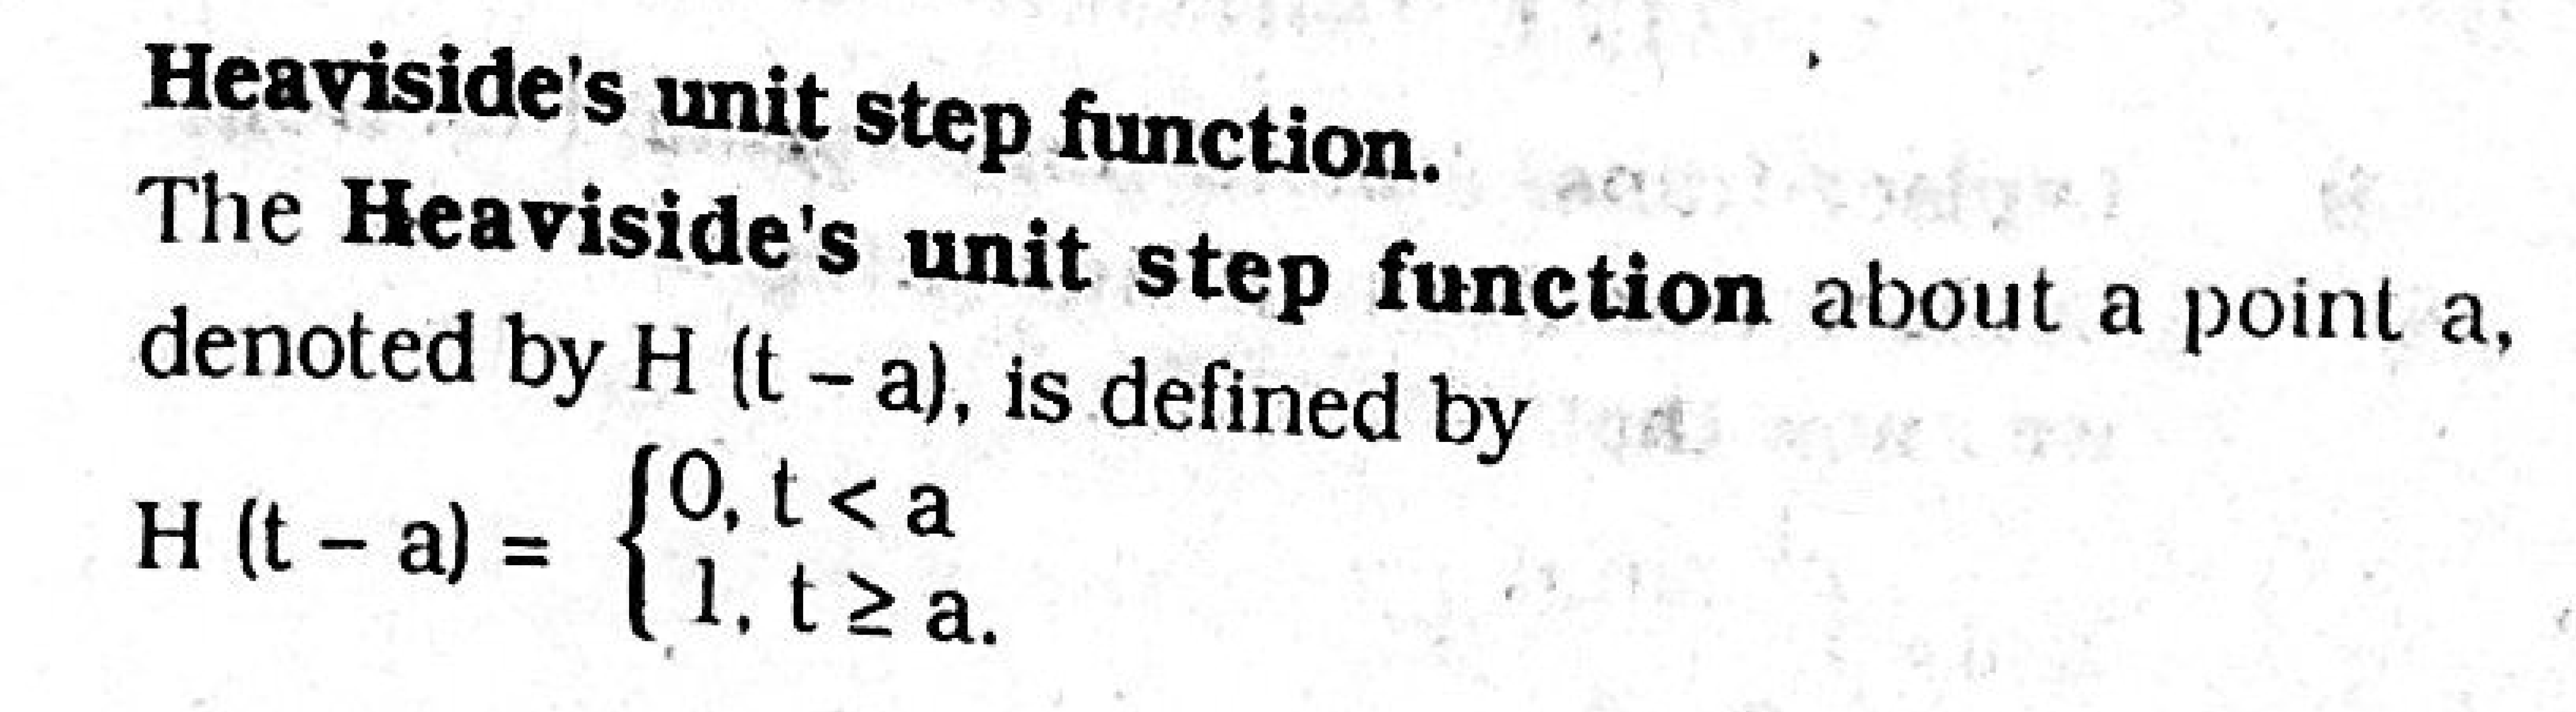 Heaviside's unit step function.
The Heaviside's unit step function about a point a,
denoted by H (t – a), is defined by
H (t – a) = {0, t < a
1, t ≥ a.